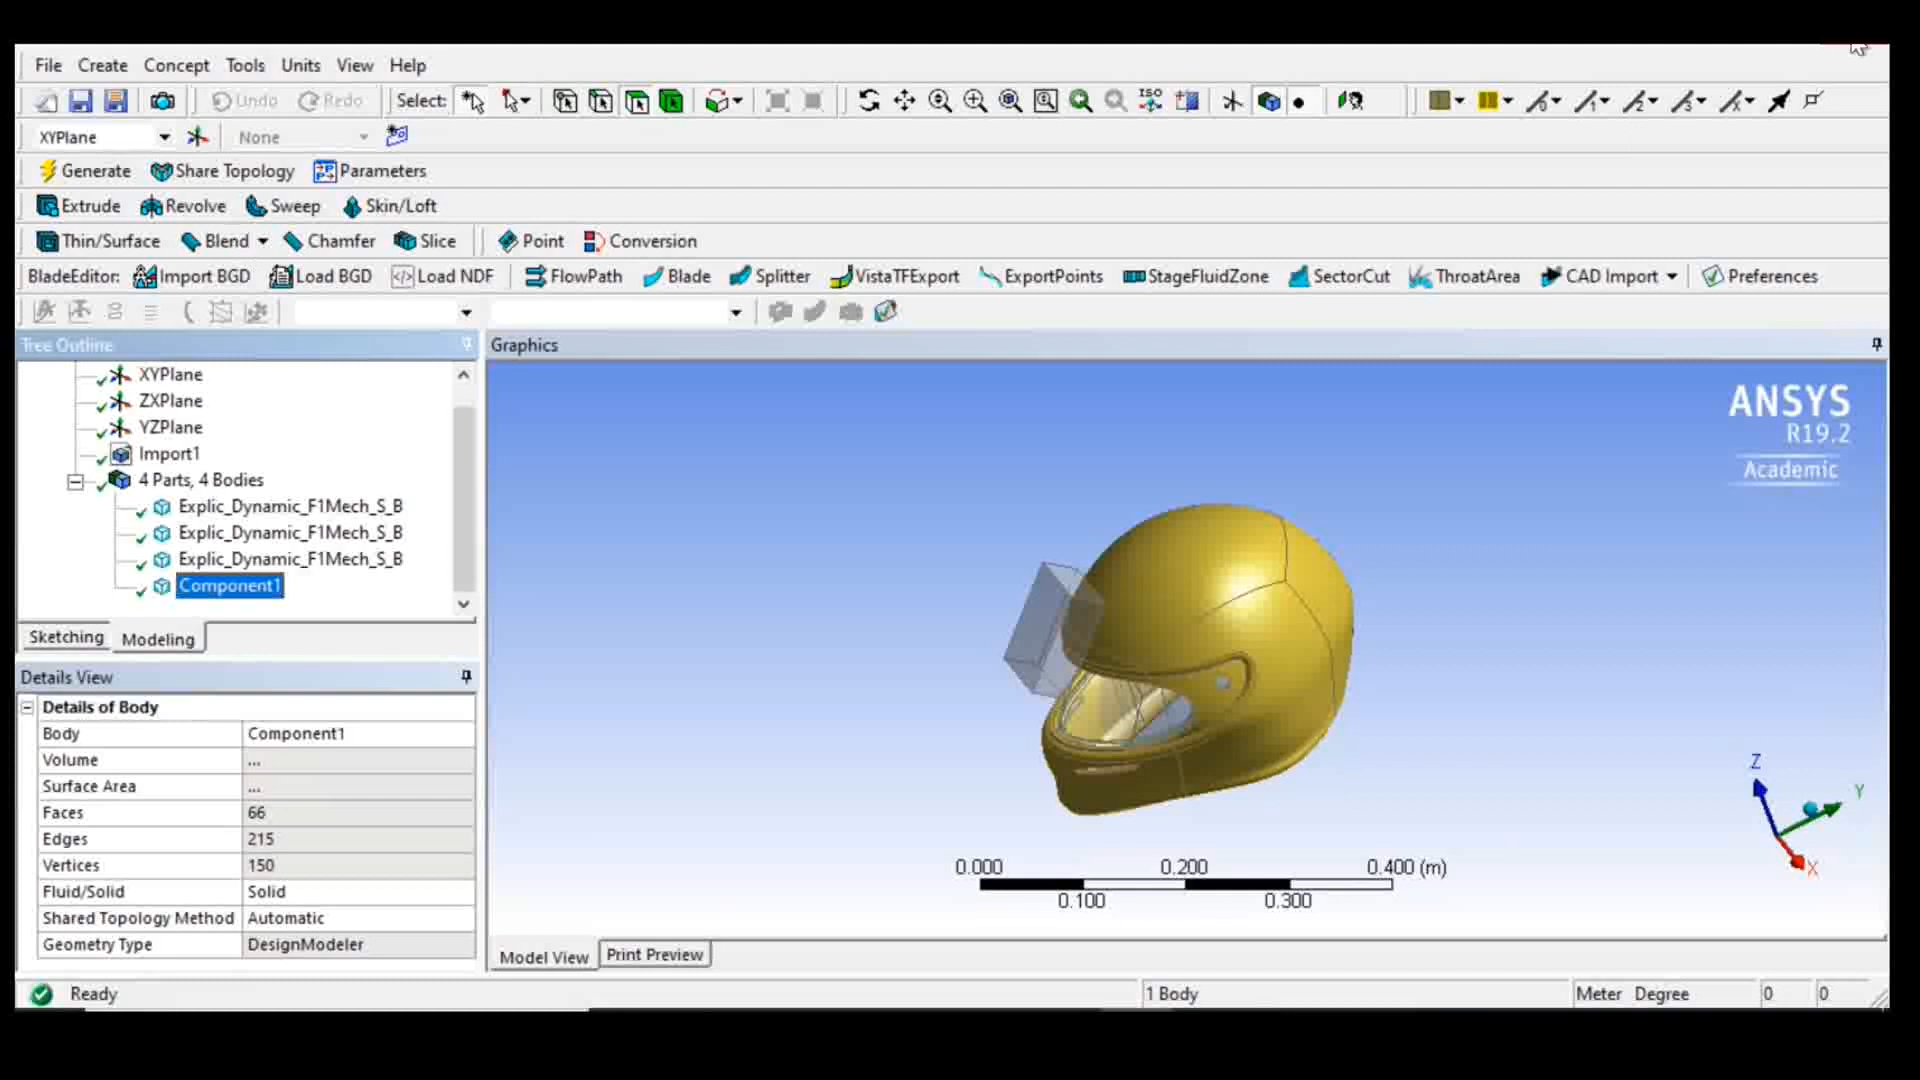 File Create Concept Tools Units View Help
Undo Redo Select: ISO
XYPlane None
Generate Share Topology Parameters
Extrude Revolve Sweep Skin/Loft
Thin/Surface Blend Chamfer Slice Point Conversion
BladeEditor: Import BGD Load BGD Load NDF FlowPath Blade Splitter VistaTFExport ExportPoints StageFluidZone SectorCut ThroatArea CAD Import Preferences
Tree Outline
XYPlane
ZXPlane
YZPlane
Import1
4 Parts, 4 Bodies
Explic_Dynamic_F1Mech_S_B
Explic_Dynamic_F1Mech_S_B
Explic_Dynamic_F1Mech_S_B
Component1
Sketching Modeling
Details View
Details of Body
Body Component1
Volume ...
Surface Area ...
Faces 66
Edges 215
Vertices 150
Fluid/Solid Solid
Shared Topology Method Automatic
Geometry Type DesignModeler
Graphics
ANSYS
R19.2
Academic
Z
Y
X
0.000 0.200 0.400 (m)
0.100 0.300
Model View Print Preview
Ready 1 Body Meter Degree 0 0